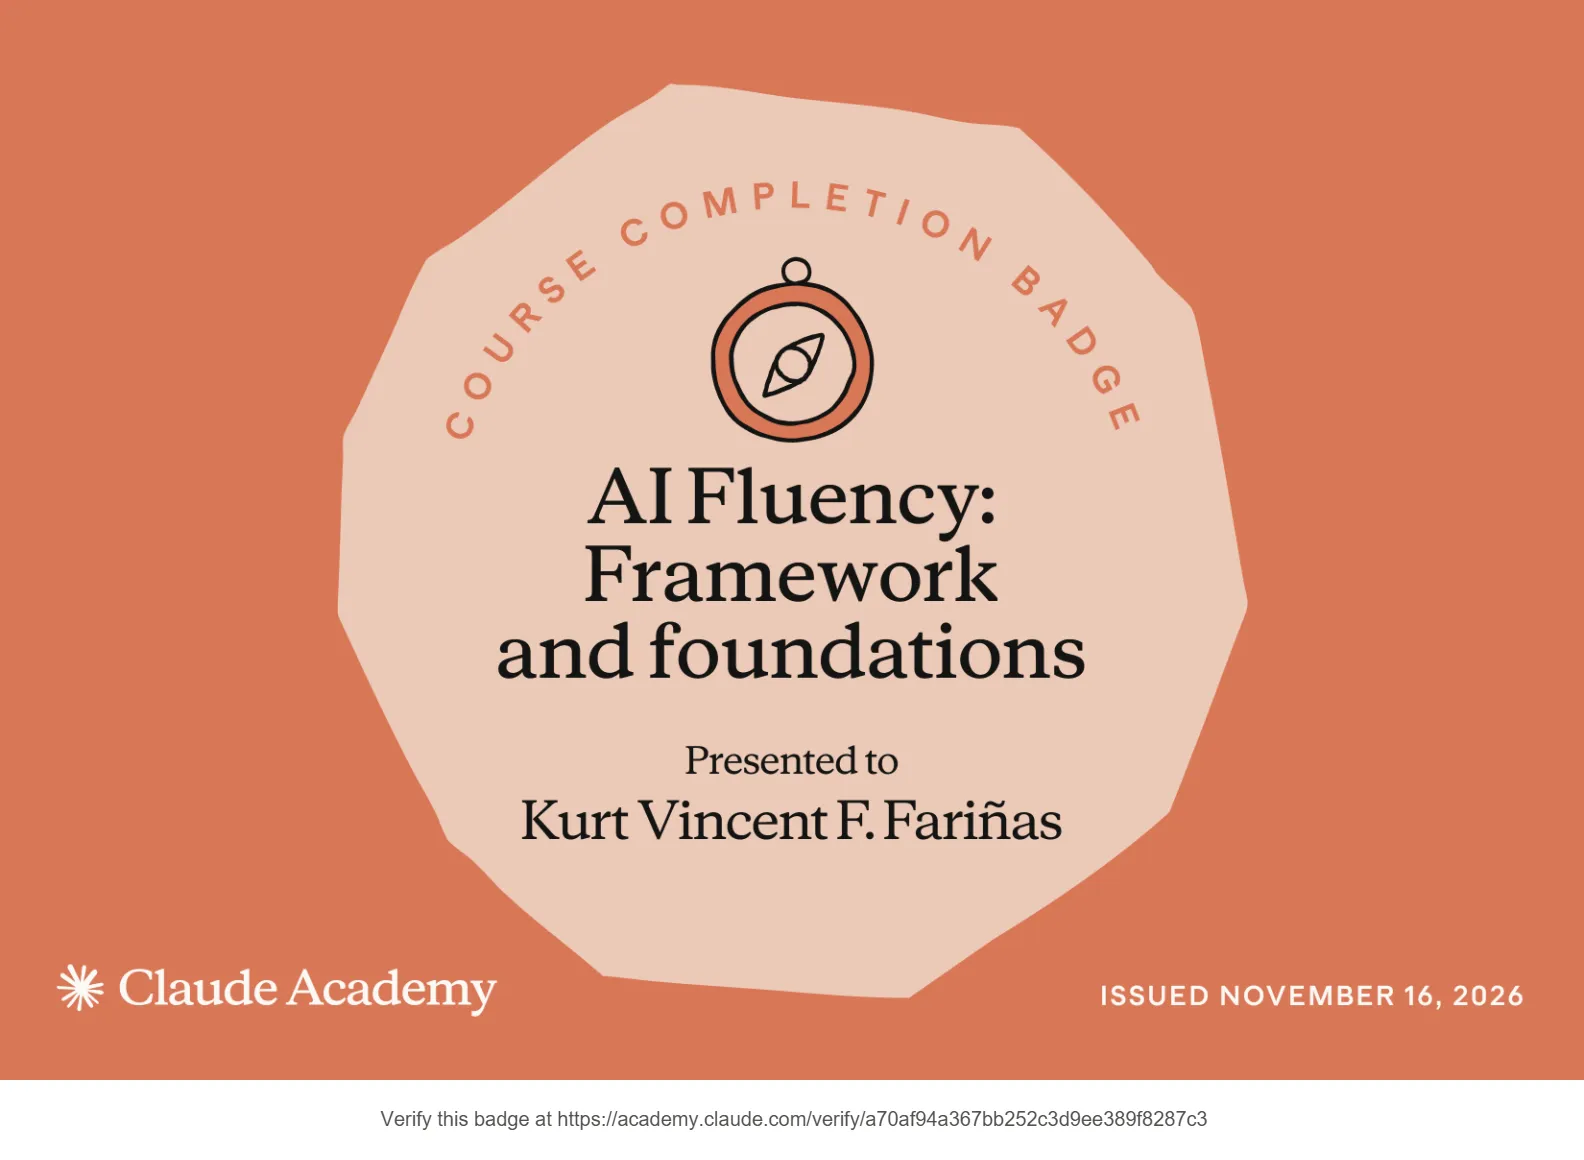 COURSE COMPLETION BADGE
AI Fluency:
Framework
and foundations
Presented to
Kurt Vincent F. Fariñas
Claude Academy
ISSUED NOVEMBER 16, 2026
Verify this badge at https://academy.claude.com/verify/a70af94a367bb252c3d9ee389f8287c3